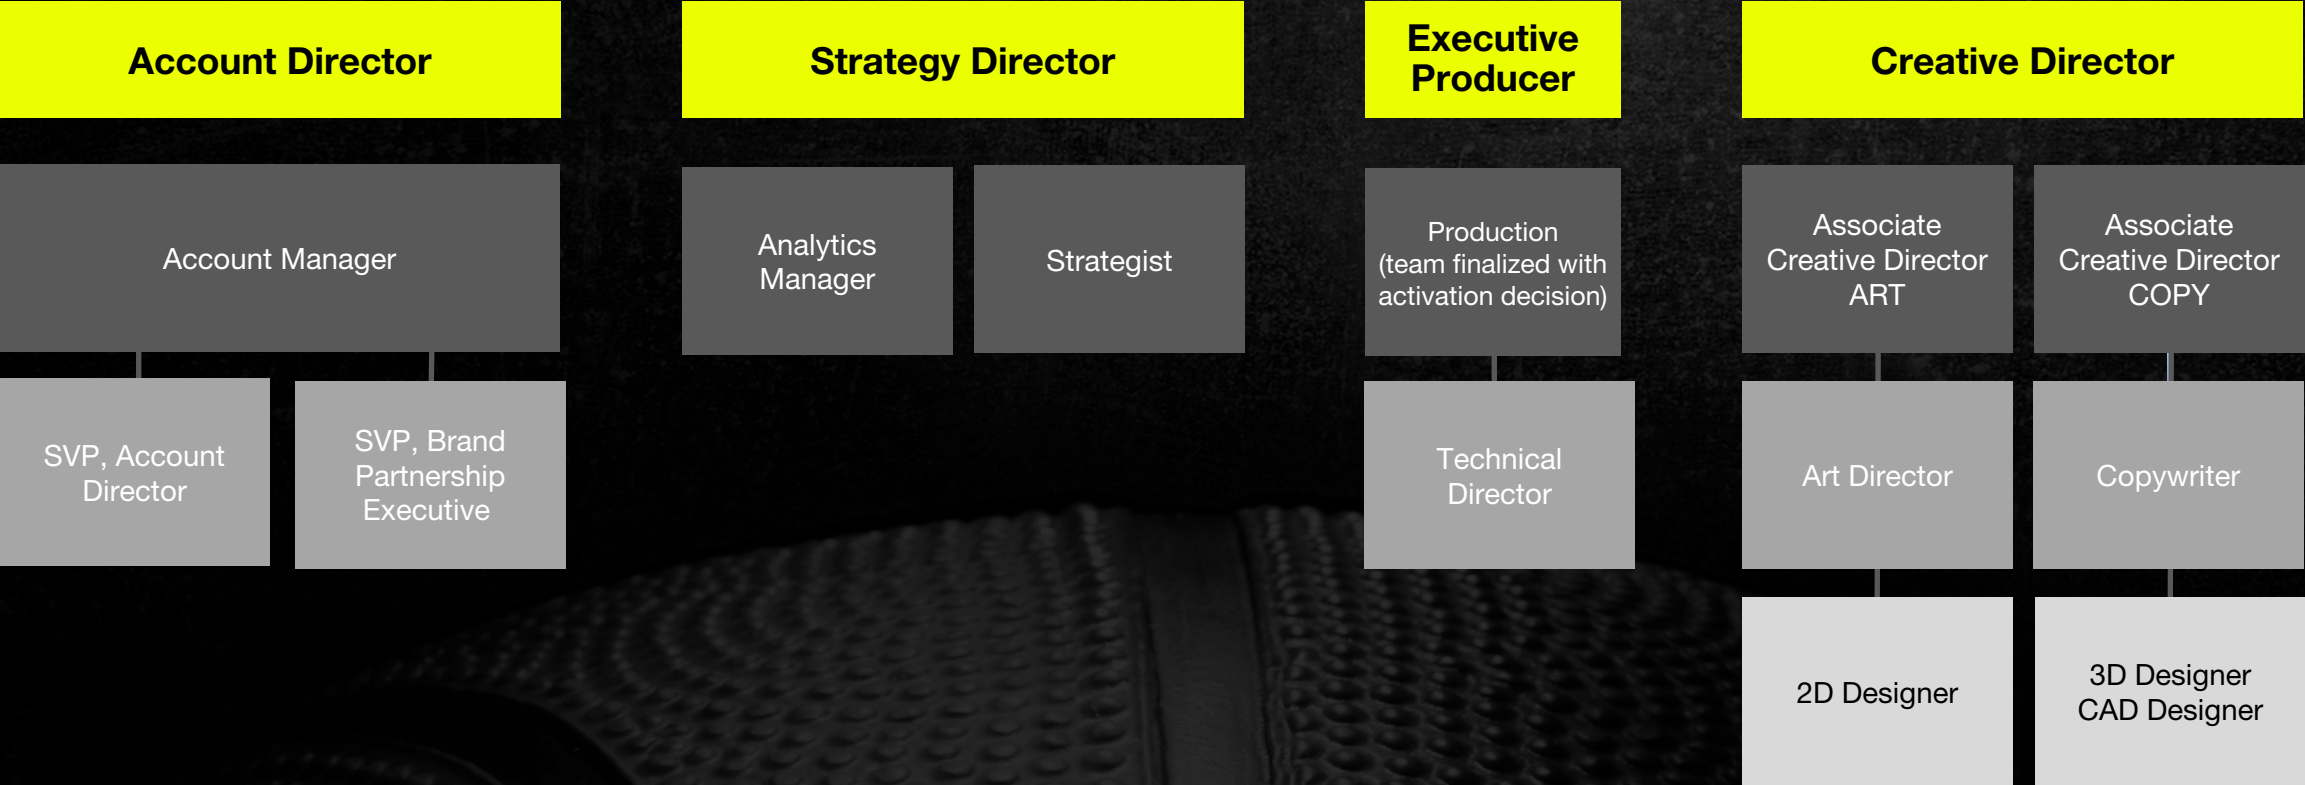 Account Director
Strategy Director
Executive
Producer
Creative Director
Account Manager
Analytics
Manager
Strategist
Production
(team finalized with
activation decision)
Associate
Creative Director
ART
Associate
Creative Director
COPY
SVP, Account
Director
SVP, Brand
Partnership
Executive
Technical
Director
Art Director
Copywriter
2D Designer
3D Designer
CAD Designer